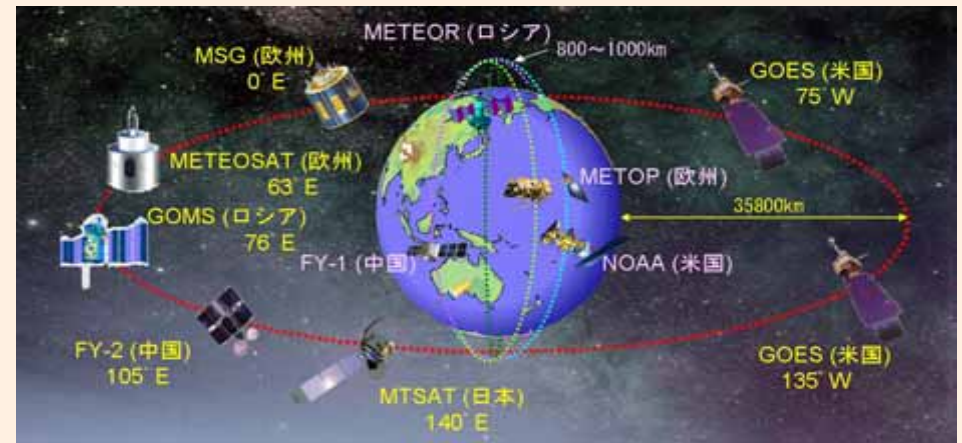 METEOR (ロシア)
800～1000km
MSG (欧州)
0°E
GOES (米国)
75°W
METEOSAT (欧州)
63°E
METOP (欧州)
GOMS (ロシア)
76°E
35800km
FY-1 (中国)
NOAA (米国)
FY-2 (中国)
105°E
GOES (米国)
135°W
MTSAT (日本)
140°E